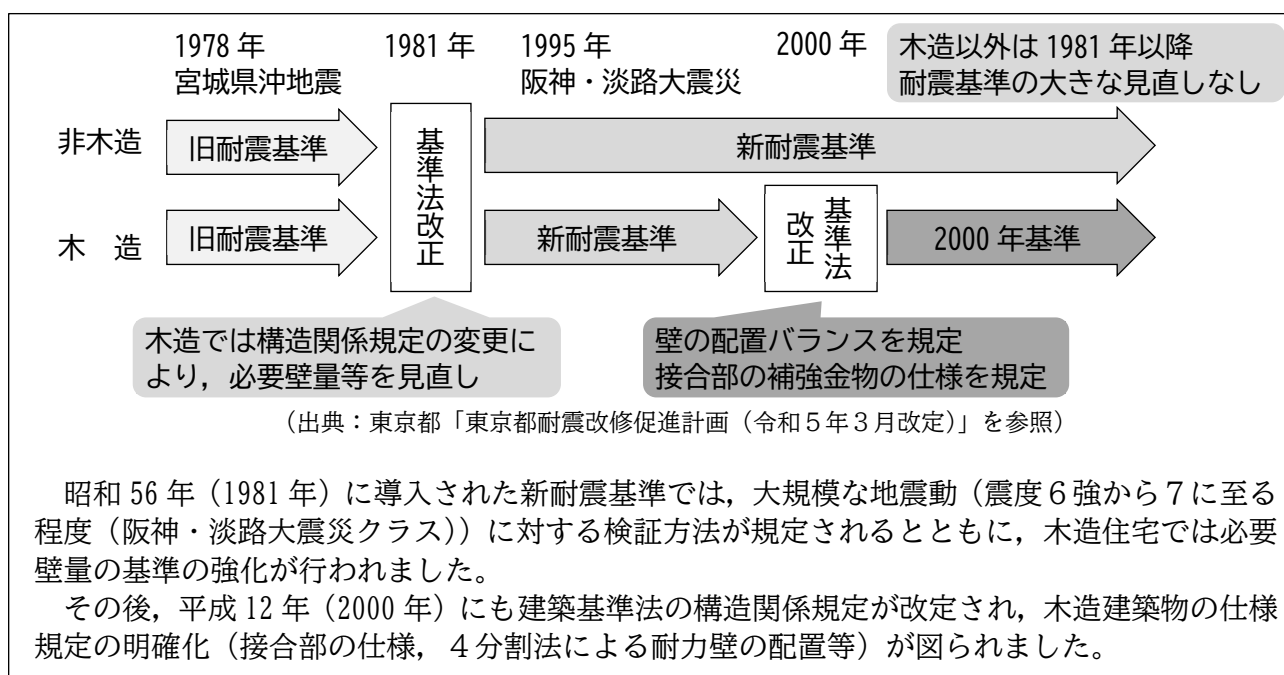 1978 年
宮城県沖地震
1981 年
1995 年
阪神・淡路大震災
2000 年
木造以外は 1981 年以降
耐震基準の大きな見直しなし
非木造
旧耐震基準
基準法改正
新耐震基準
木 造
旧耐震基準
新耐震基準
基準法
改正
2000 年基準
木造では構造関係規定の変更に
より，必要壁量等を見直し
壁の配置バランスを規定
接合部の補強金物の仕様を規定
（出典：東京都「東京都耐震改修促進計画（令和５年３月改定）」を参照）
昭和 56 年（1981 年）に導入された新耐震基準では，大規模な地震動（震度６強から７に至る
程度（阪神・淡路大震災クラス））に対する検証方法が規定されるとともに，木造住宅では必要
壁量の基準の強化が行われました。
その後，平成 12 年（2000 年）にも建築基準法の構造関係規定が改定され，木造建築物の仕様
規定の明確化（接合部の仕様，４分割法による耐力壁の配置等）が図られました。